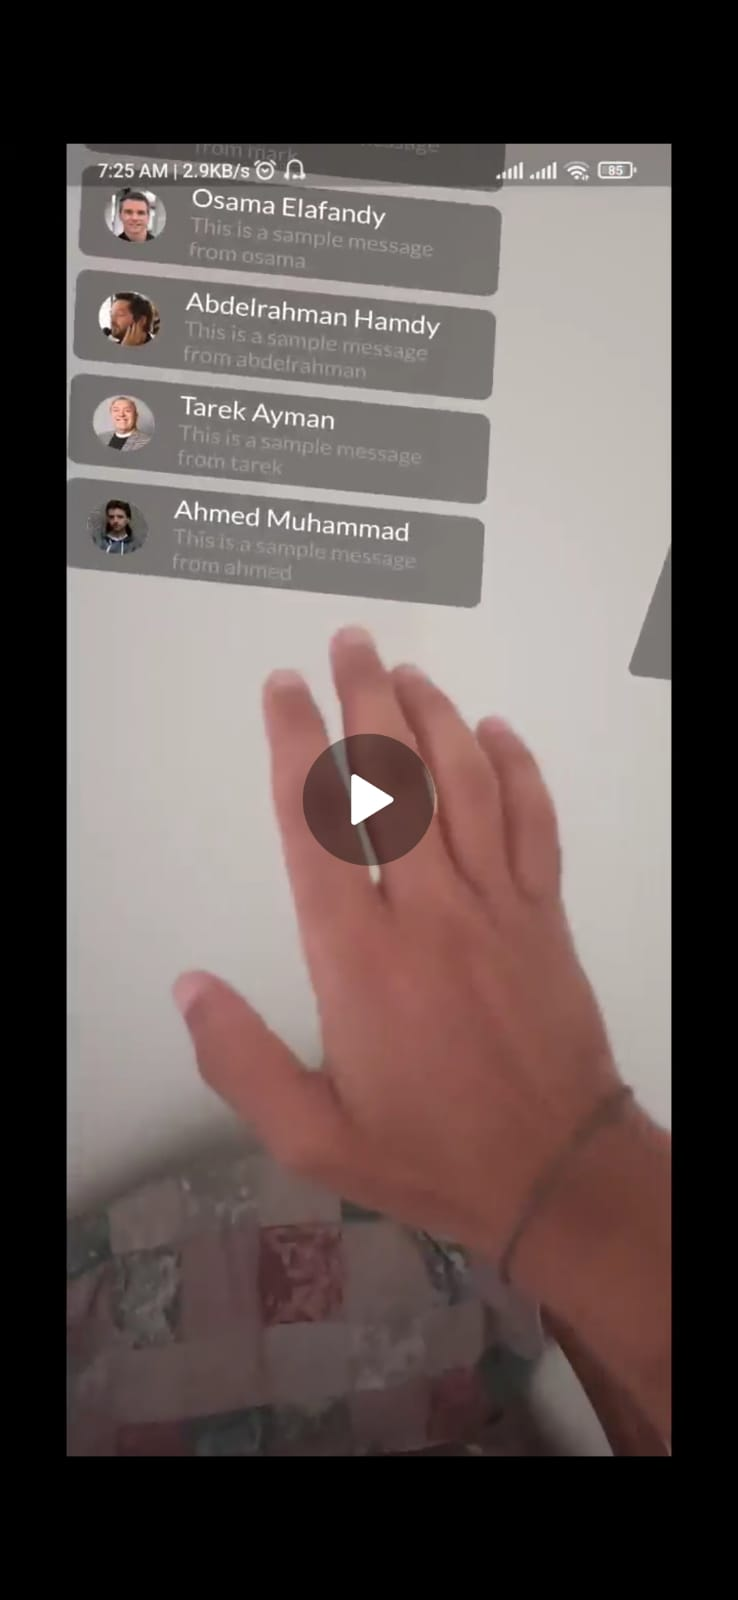 from mark
7:25 AM | 2.9KB/s
85
Osama Elafandy
This is a sample message
from osama
Abdelrahman Hamdy
This is a sample message
from abdelrahman
Tarek Ayman
This is a sample message
from tarek
Ahmed Muhammad
This is a sample message
from ahmed